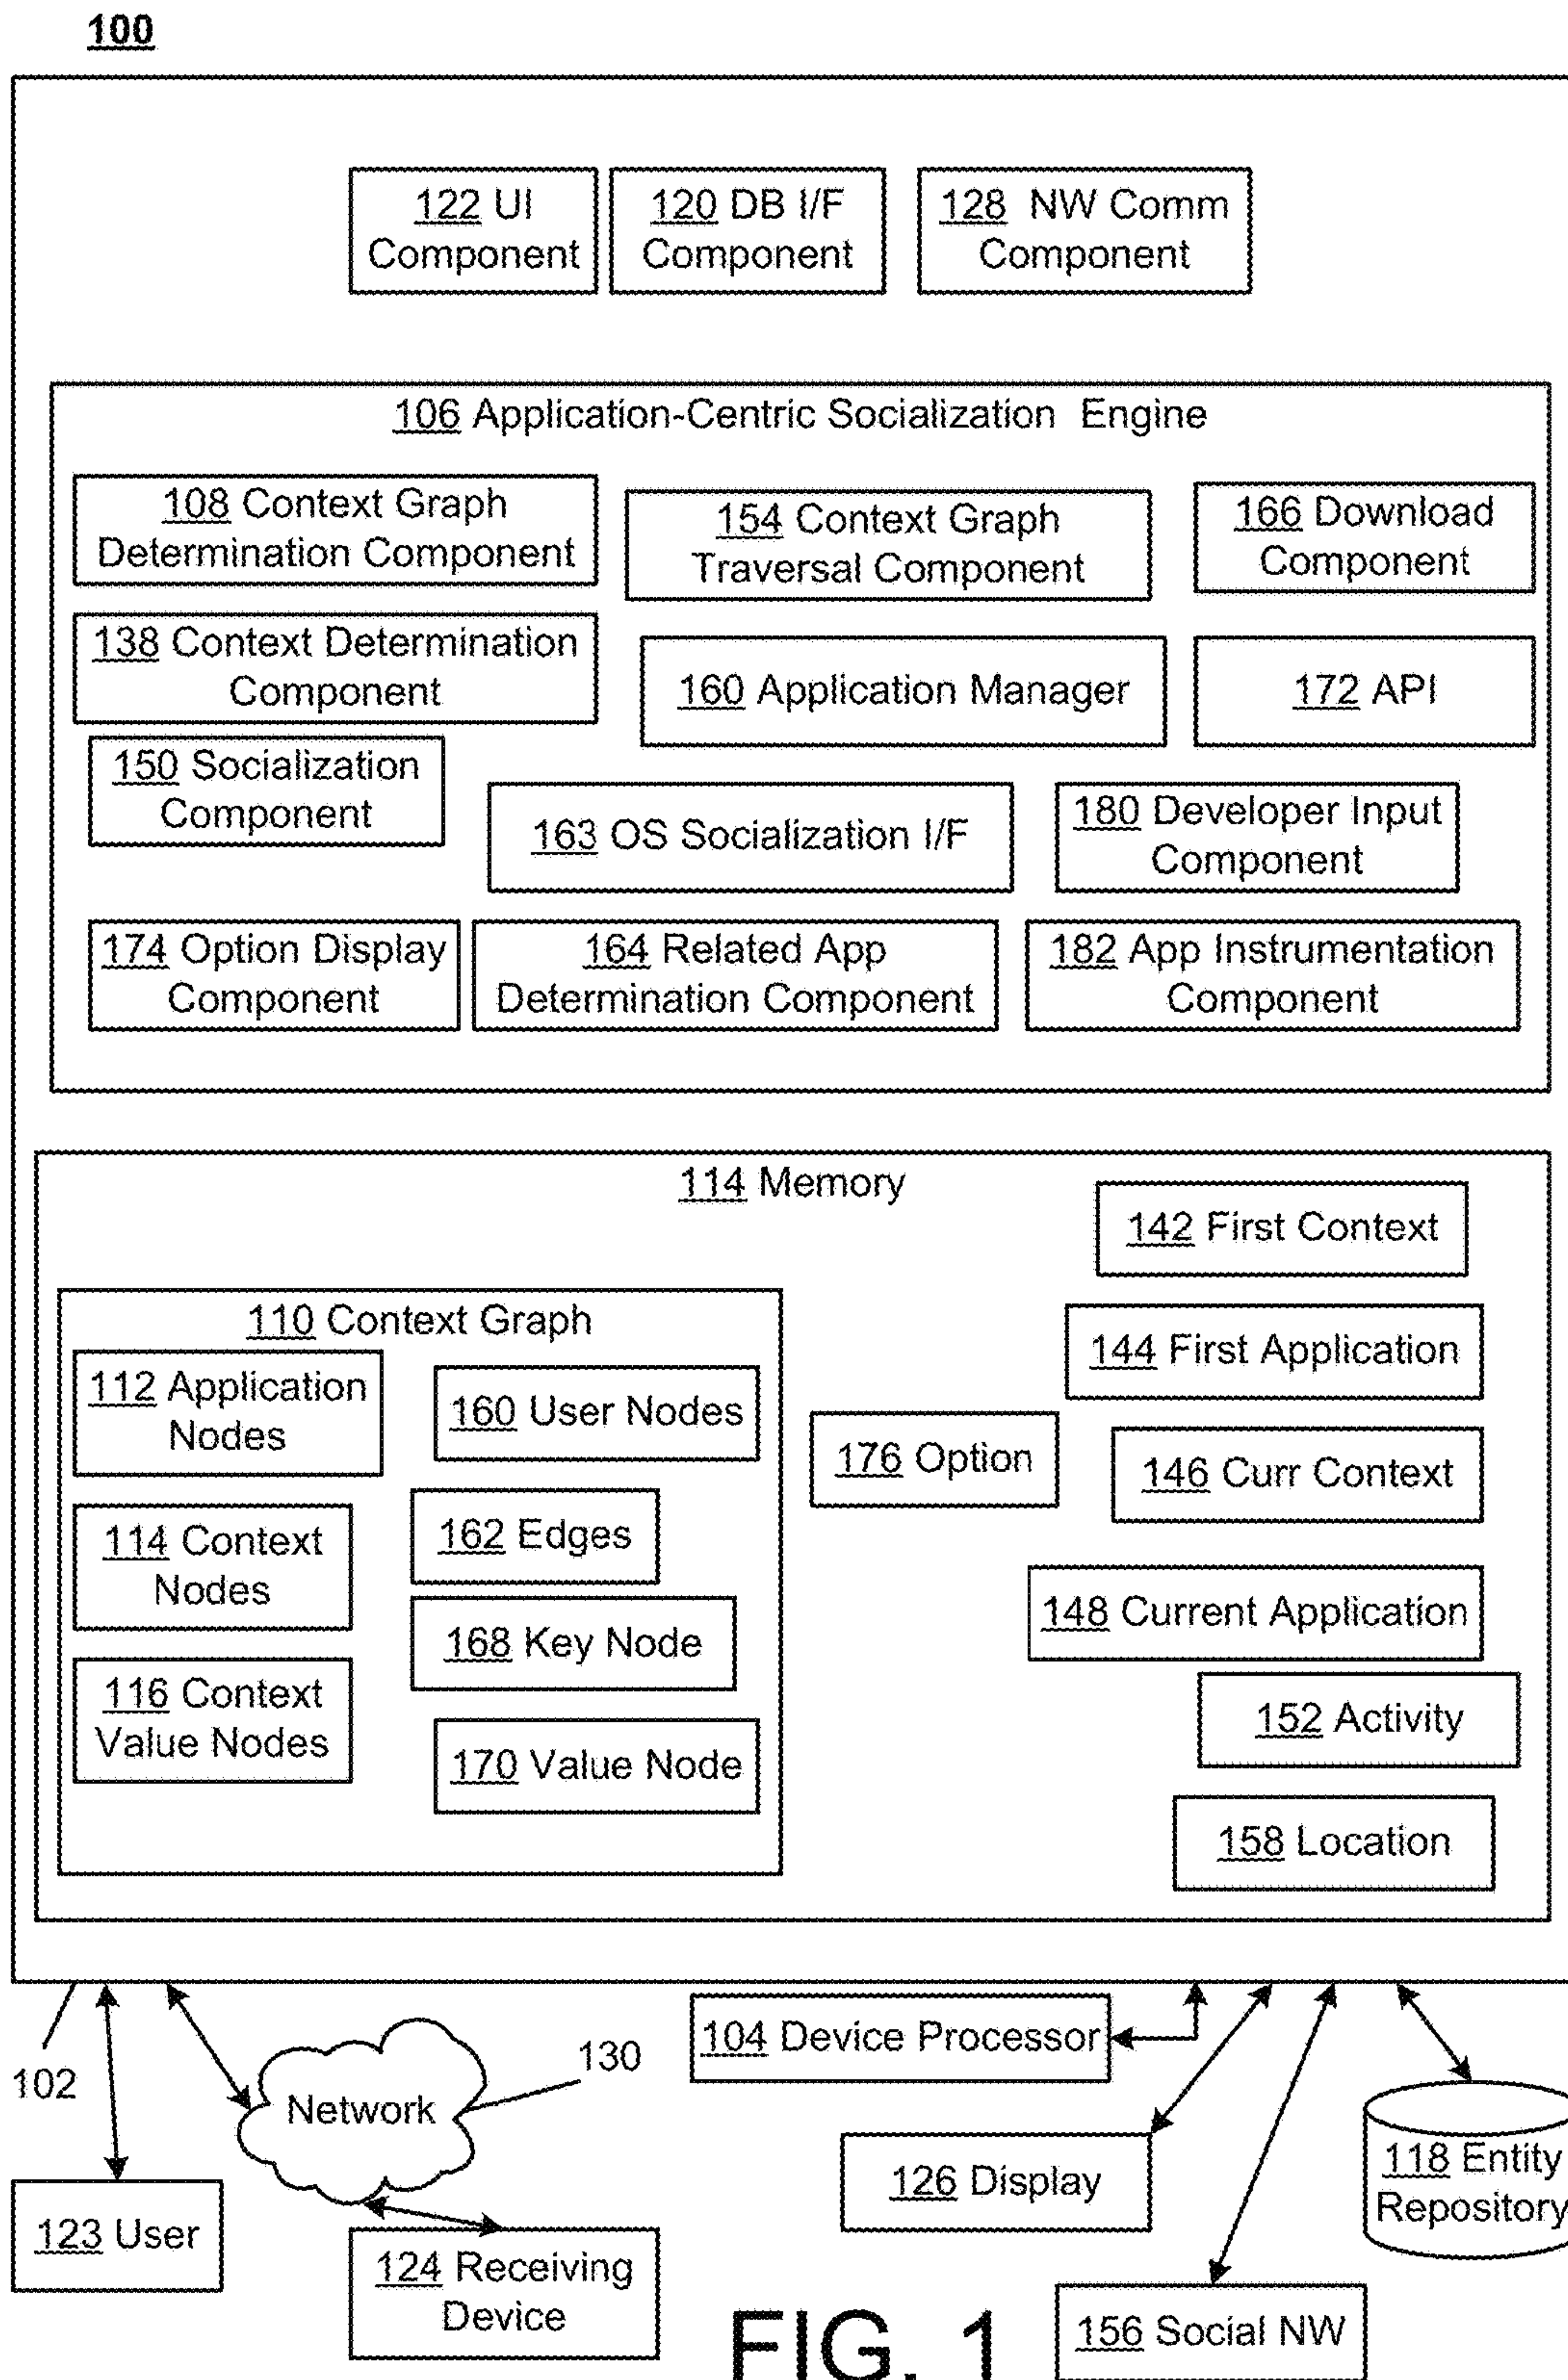 100
122 UI
Component
120 DB I/F
Component
128 NW Comm
Component
106 Application-Centric Socialization Engine
108 Context Graph
Determination Component
154 Context Graph
Traversal Component
166 Download
Component
138 Context Determination
Component
160 Application Manager
172 API
150 Socialization
Component
163 OS Socialization I/F
180 Developer Input
Component
174 Option Display
Component
164 Related App
Determination Component
182 App Instrumentation
Component
114 Memory
142 First Context
110 Context Graph
144 First Application
112 Application
Nodes
160 User Nodes
176 Option
146 Curr Context
114 Context
Nodes
162 Edges
148 Current Application
168 Key Node
116 Context
Value Nodes
152 Activity
170 Value Node
158 Location
102
Network
130
104 Device Processor
126 Display
118 Entity
Repository
123 User
124 Receiving
Device
156 Social NW
FIG. 1